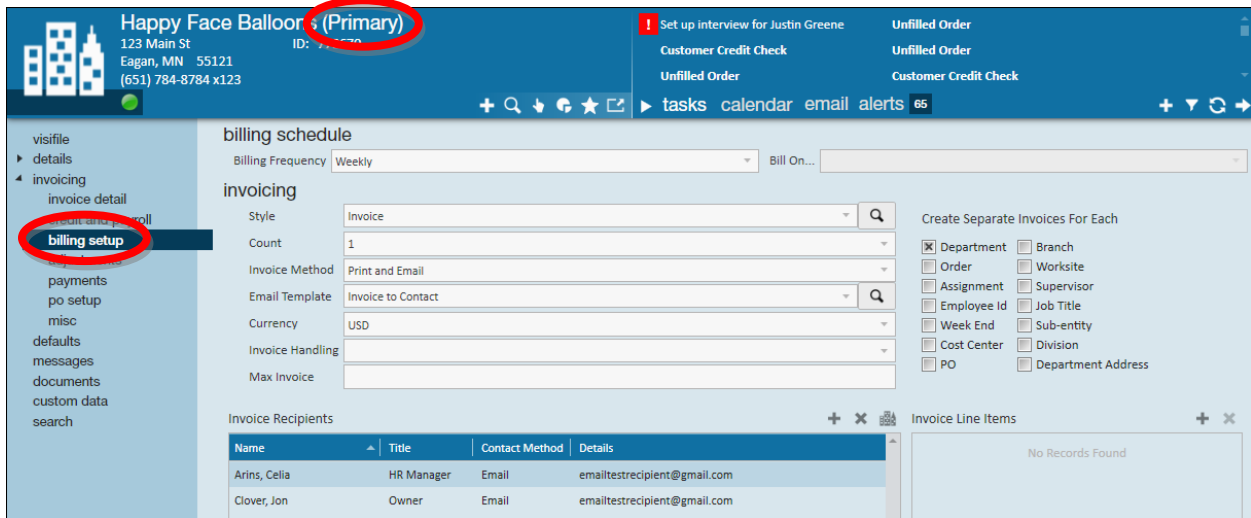 Happy Face Balloons (Primary)
123 Main St ID:
Eagan, MN 55121
(651) 784-8784 x123
! Set up interview for Justin Greene Unfilled Order
Customer Credit Check Unfilled Order
Unfilled Order Customer Credit Check
tasks calendar email alerts 65
visifile
details
invoicing
invoice detail
credit and payroll
billing setup
adjustments
payments
po setup
misc
defaults
messages
documents
custom data
search
billing schedule
Billing Frequency Weekly Bill On...
invoicing
Style Invoice
Count 1
Invoice Method Print and Email
Email Template Invoice to Contact
Currency USD
Invoice Handling
Max Invoice
Create Separate Invoices For Each
Department Branch
Order Worksite
Assignment Supervisor
Employee Id Job Title
Week End Sub-entity
Cost Center Division
PO Department Address
Invoice Recipients
Name Title Contact Method Details
Arins, Celia HR Manager Email emailtestrecipient@gmail.com
Clover, Jon Owner Email emailtestrecipient@gmail.com
Invoice Line Items
No Records Found